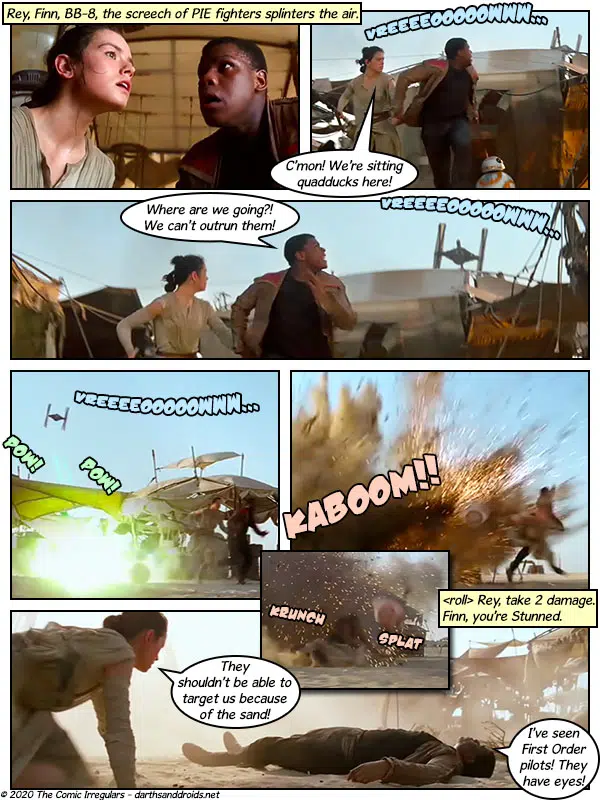 Rey, Finn, BB-8, the screech of PIE fighters splinters the air.
VREEEEOOOOOWWW...
C'mon! We're sitting
quadducks here!
Where are we going?!
We can't outrun them!
VREEEEOOOOOWWW...
VREEEEOOOOOWWW...
POW!
POW!
KABOOM!!
KRUNCH
SPLAT
<roll> Rey, take 2 damage.
Finn, you're Stunned.
They
shouldn't be able to
target us because
of the sand!
I've seen
First Order
pilots! They
have eyes!
© 2020 The Comic Irregulars - darthsanddroids.net